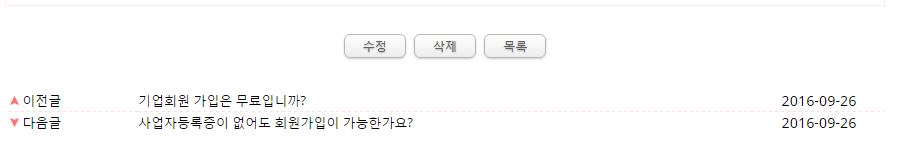 수정 삭제 목록
이전글 기업회원 가입은 무료입니까? 2016-09-26
다음글 사업자등록증이 없어도 회원가입이 가능한가요? 2016-09-26